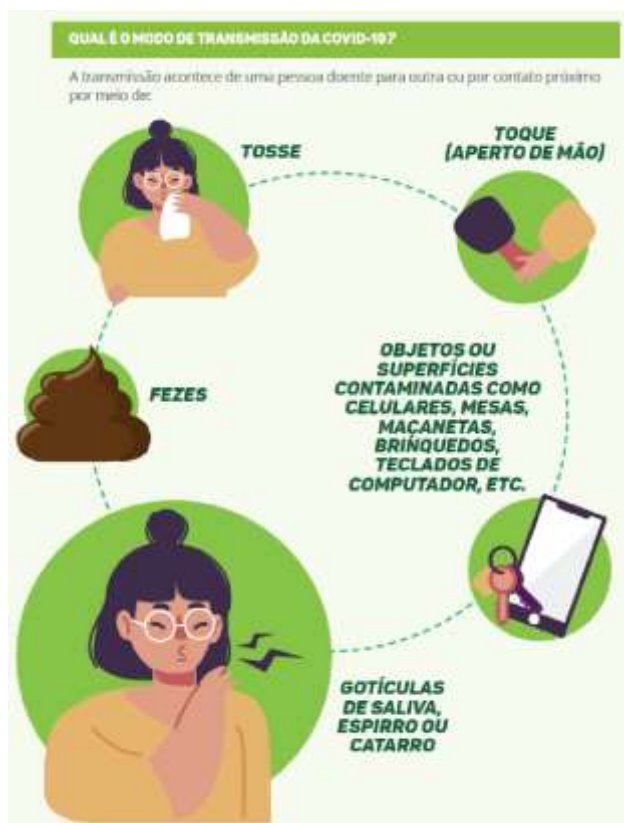 QUAL É O MODO DE TRANSMISSÃO DA COVID-19?
A transmissão acontece de uma pessoa doente para outra ou por contato próximo
por meio de:
TOSSE
TOQUE
(APERTO DE MÃO)
OBJETOS OU
SUPERFÍCIES
CONTAMINADAS COMO
CELULARES, MESAS,
MAÇANETAS,
BRINQUEDOS,
TECLADOS DE
COMPUTADOR, ETC.
FEZES
GOTÍCULAS
DE SALIVA,
ESPIRRO OU
CATARRO